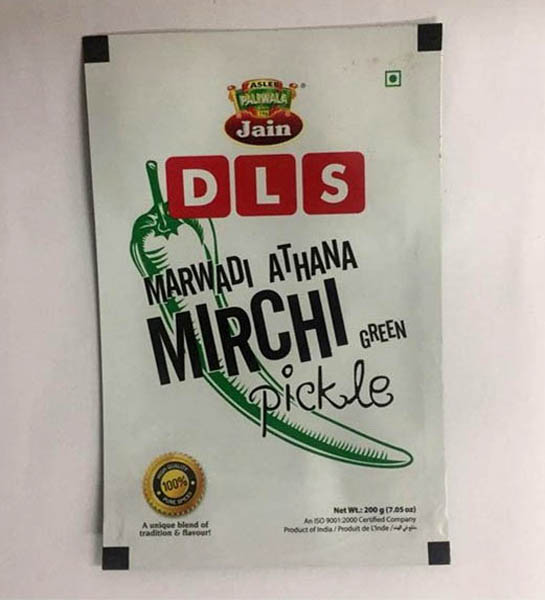 ASLI
PALIWALA
Jain
DLS
MARWADI ATHANA
MIRCHI GREEN
pickle
HIGH QUALITY
100%
PURE SPICES
A unique blend of
tradition & flavour!
Net Wt.: 200 g (7.05 oz)
An ISO 9001:2000 Certified Company
Product of India / Produit de L'inde /